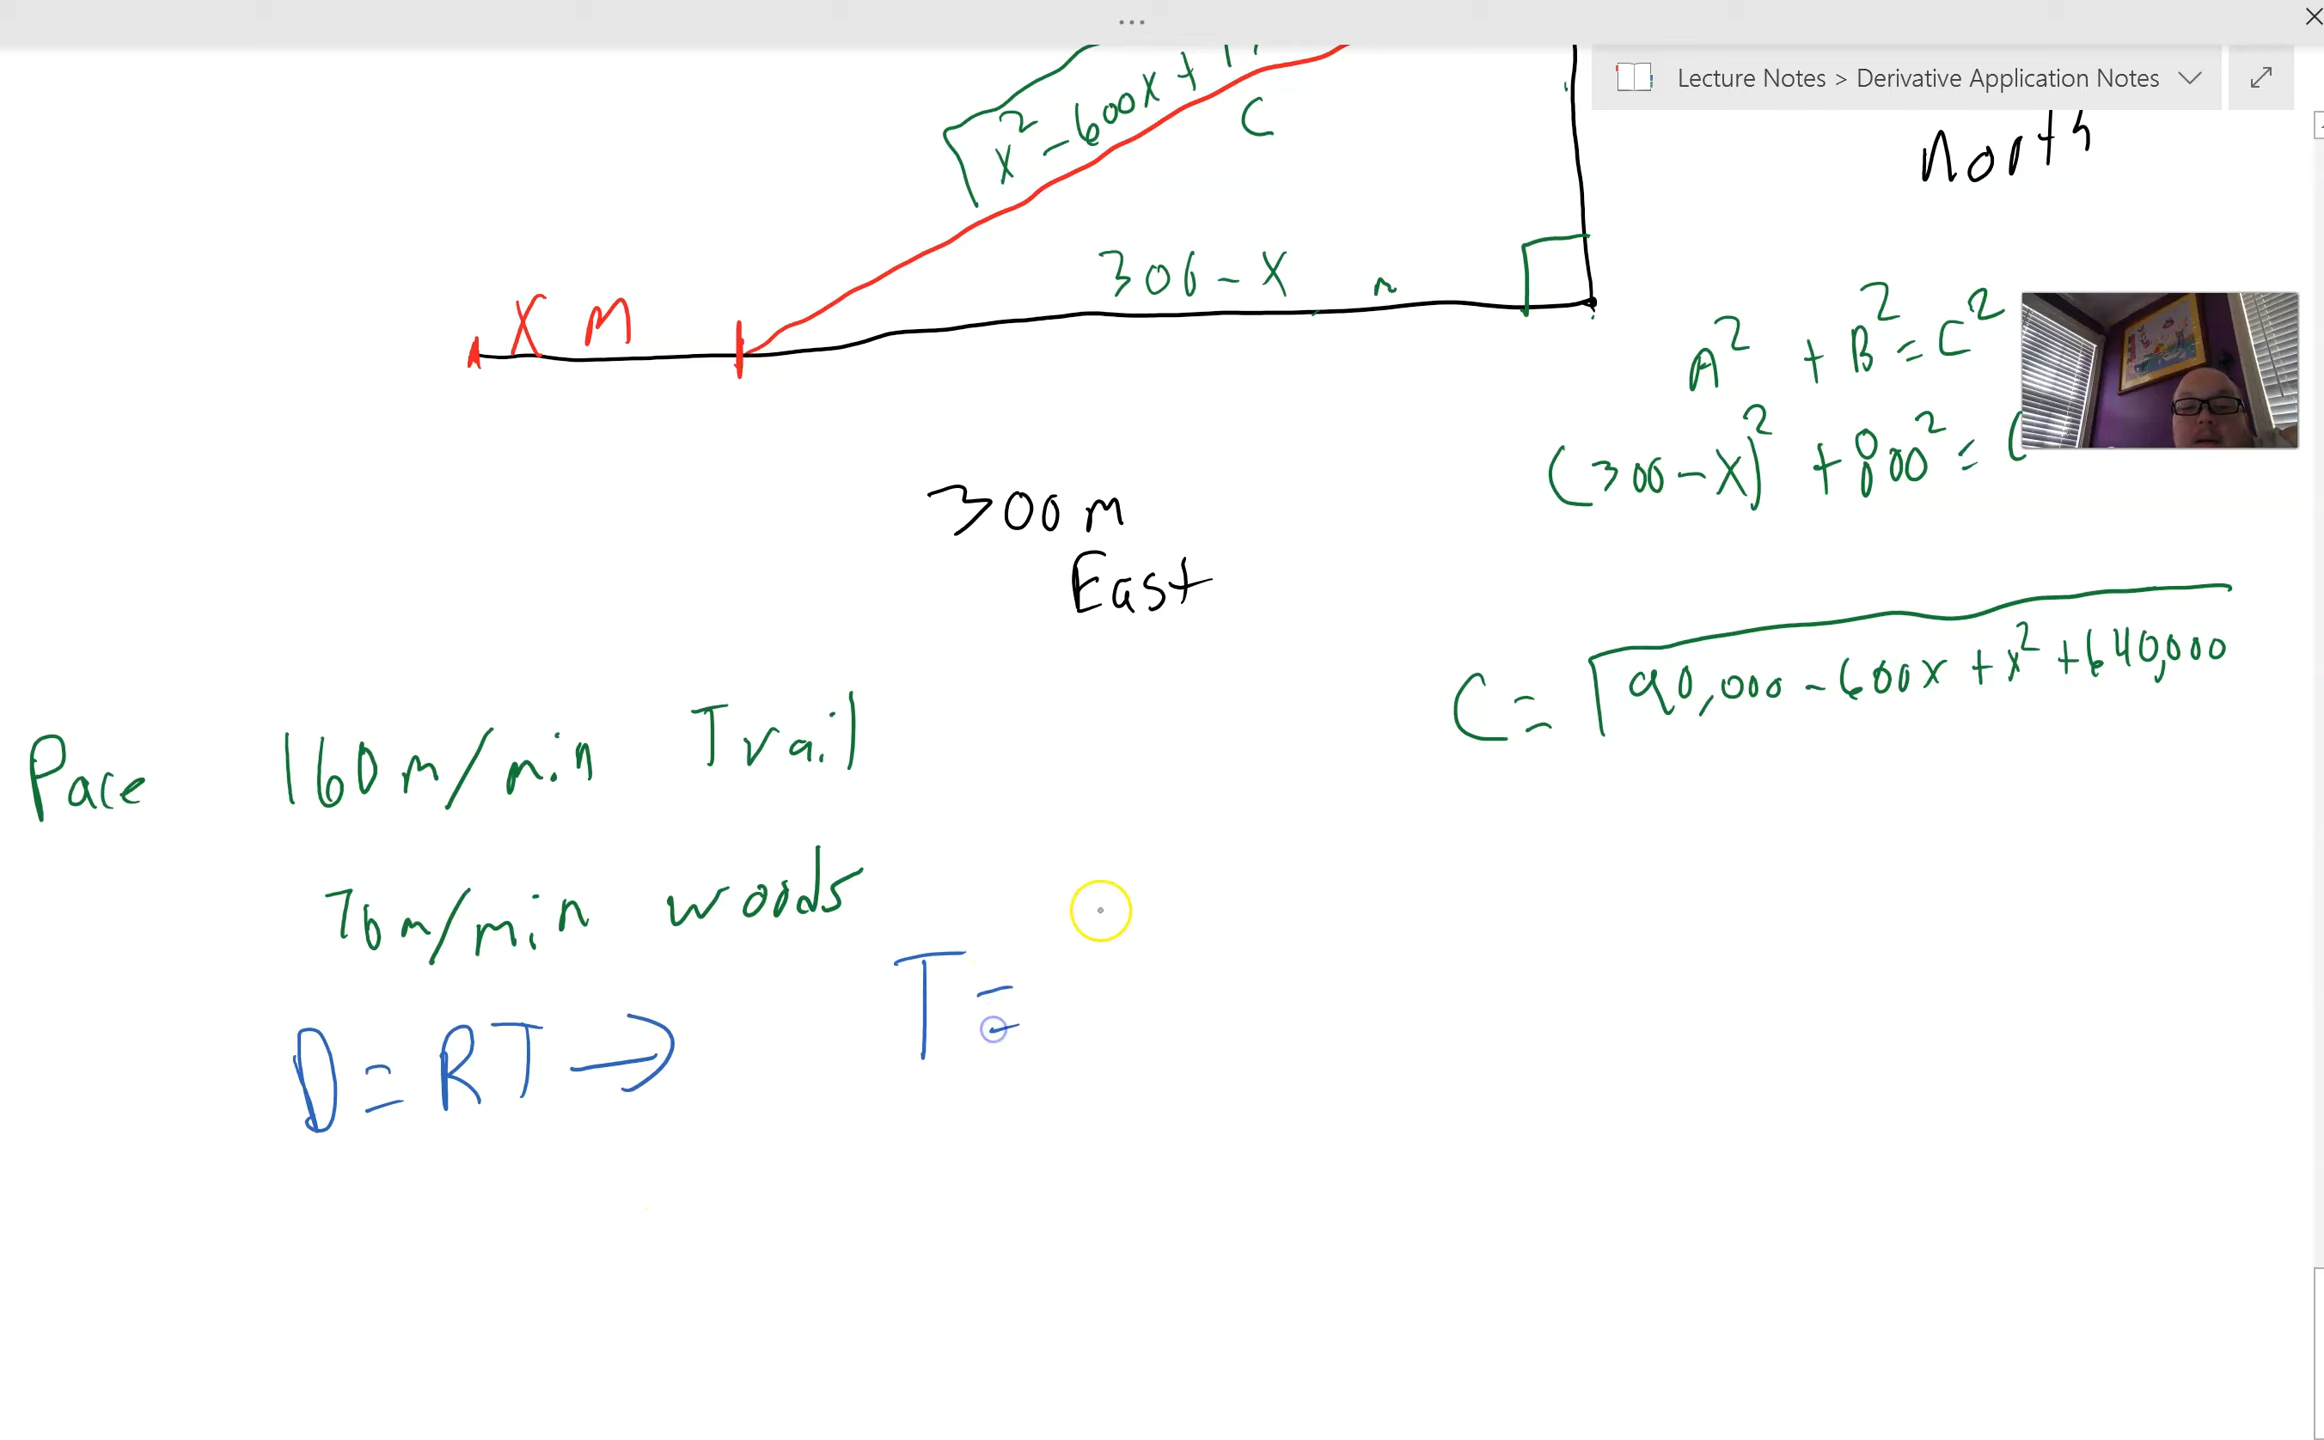 Lecture Notes > Derivative Application Notes
x² - 600x +
C
North
300 - X
X M
A² + B² = C²
(300 - X)² + 800² = C
300 m
East
C = √90,000 - 600x + x² + 640,000
Pace 160 m/min Trail
70 m/min woods
D = RT →
T =